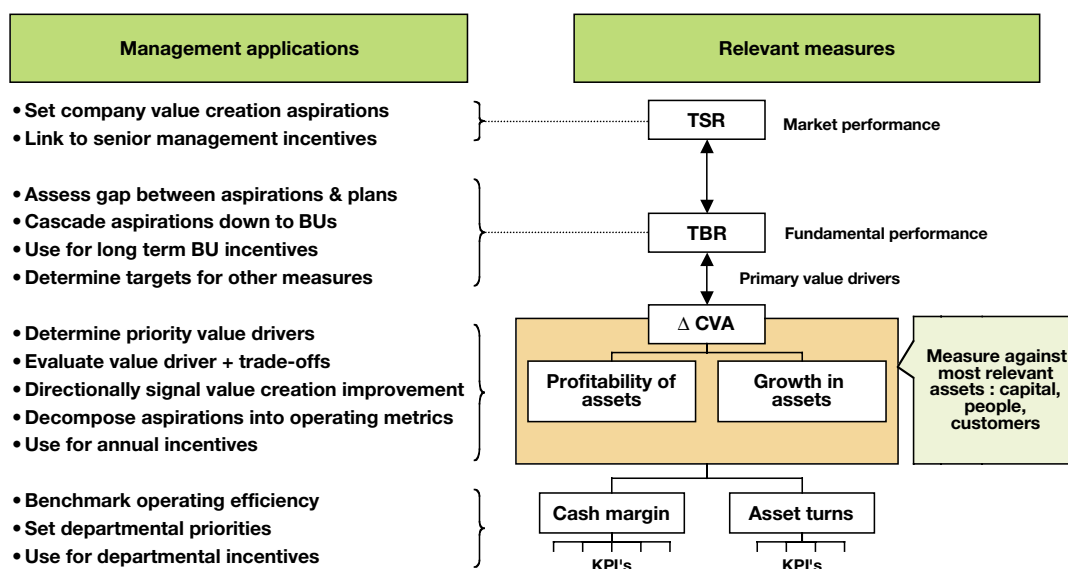 Management applications
Relevant measures
• Set company value creation aspirations
• Link to senior management incentives
TSR
Market performance
• Assess gap between aspirations & plans
• Cascade aspirations down to BUs
• Use for long term BU incentives
• Determine targets for other measures
TBR
Fundamental performance
Primary value drivers
• Determine priority value drivers
• Evaluate value driver + trade-offs
• Directionally signal value creation improvement
• Decompose aspirations into operating metrics
• Use for annual incentives
Δ CVA
Profitability of
assets
Growth in
assets
Measure against
most relevant
assets : capital,
people,
customers
• Benchmark operating efficiency
• Set departmental priorities
• Use for departmental incentives
Cash margin
Asset turns
KPI's
KPI's